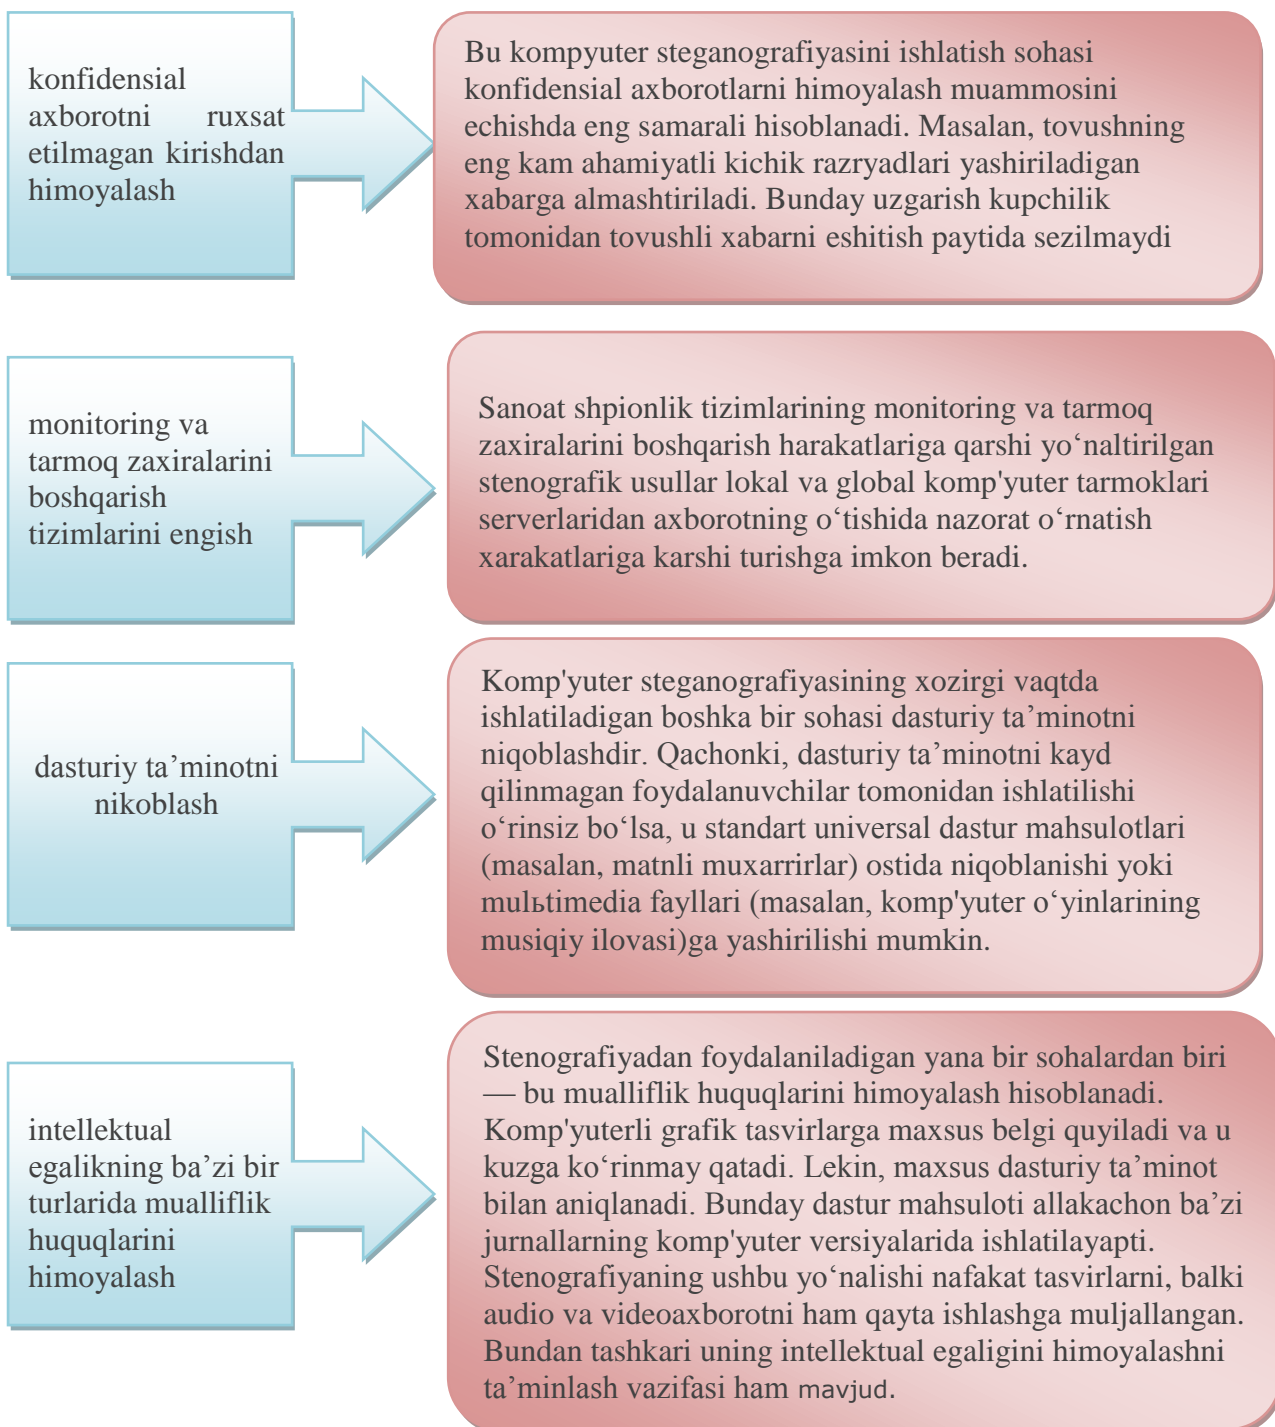 konfidensial
axborotni ruxsat
etilmagan kirishdan
himoyalash
Bu kompyuter steganografiyasini ishlatish sohasi
konfidensial axborotlarni himoyalash muammosini
echishda eng samarali hisoblanadi. Masalan, tovushning
eng kam ahamiyatli kichik razryadlari yashiriladigan
xabarga almashtiriladi. Bunday uzgarish kupchilik
tomonidan tovushli xabarni eshitish paytida sezilmaydi
monitoring va
tarmoq zaxiralarini
boshqarish
tizimlarini engish
Sanoat shpionlik tizimlarining monitoring va tarmoq
zaxiralarini boshqarish harakatlariga qarshi yo‘naltirilgan
stenografik usullar lokal va global komp'yuter tarmoklari
serverlaridan axborotning o‘tishida nazorat o‘rnatish
xarakatlariga karshi turishga imkon beradi.
dasturiy ta’minotni
nikoblash
Komp'yuter steganografiyasining xozirgi vaqtda
ishlatiladigan boshka bir sohasi dasturiy ta’minotni
niqoblashdir. Qachonki, dasturiy ta’minotni kayd
qilinmagan foydalanuvchilar tomonidan ishlatilishi
o‘rinsiz bo‘lsa, u standart universal dastur mahsulotlari
(masalan, matnli muxarrirlar) ostida niqoblanishi yoki
mulьtimedia fayllari (masalan, komp'yuter o‘yinlarining
musiqiy ilovasi)ga yashirilishi mumkin.
intellektual
egalikning ba’zi bir
turlarida mualliflik
huquqlarini
himoyalash
Stenografiyadan foydalaniladigan yana bir sohalardan biri
— bu mualliflik huquqlarini himoyalash hisoblanadi.
Komp'yuterli grafik tasvirlarga maxsus belgi quyiladi va u
kuzga ko‘rinmay qatadi. Lekin, maxsus dasturiy ta’minot
bilan aniqlanadi. Bunday dastur mahsuloti allakachon ba’zi
jurnallarning komp'yuter versiyalarida ishlatilayapti.
Stenografiyaning ushbu yo‘nalishi nafakat tasvirlarni, balki
audio va videoaxborotni ham qayta ishlashga muljallangan.
Bundan tashkari uning intellektual egaligini himoyalashni
ta’minlash vazifasi ham mavjud.